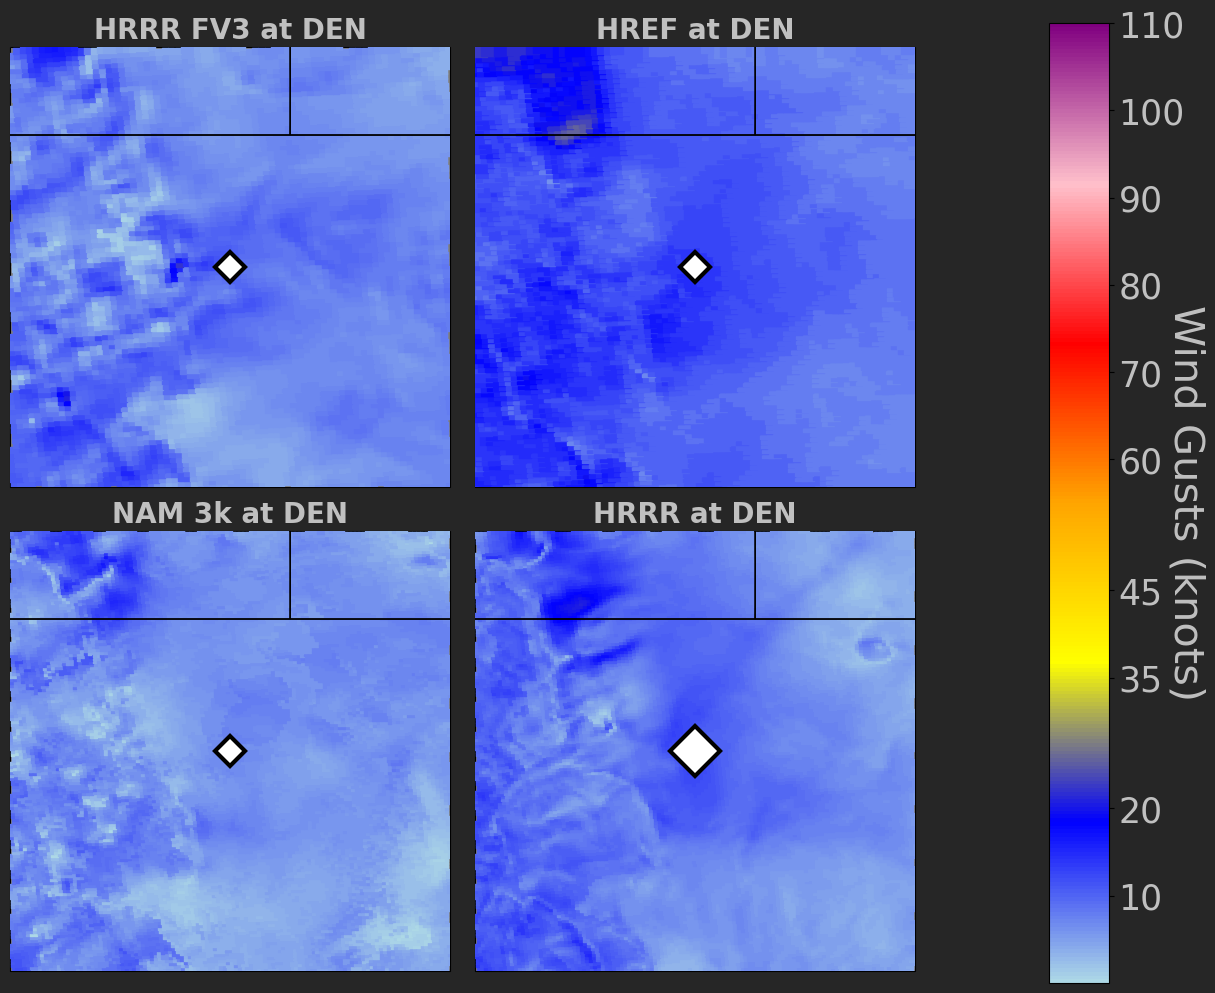 HRRR FV3 at DEN
HREF at DEN
NAM 3k at DEN
HRRR at DEN
110
100
90
80
70
60
45
35
20
10
Wind Gusts (knots)